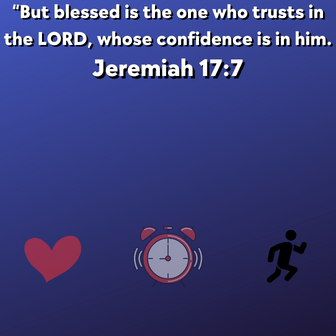 "But blessed is the one who trusts in
the LORD, whose confidence is in him.
Jeremiah 17:7